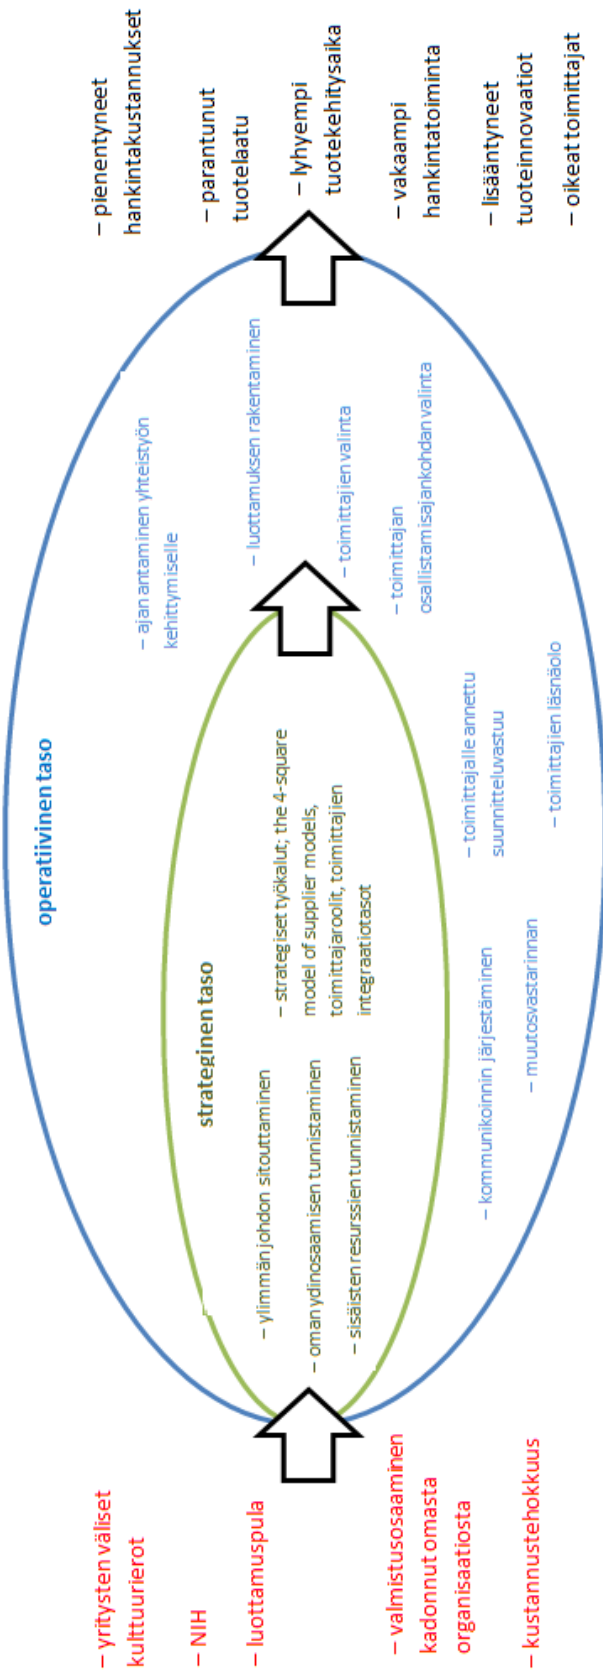 – yritysten väliset
kulttuurierot
– NIH
– luottamuspula
– valmistusosaaminen
kadonnut omasta
organisaatiosta
– kustannustehokkuus
operatiivinen taso
strateginen taso
– ylimmän johdon sitouttaminen
– oman ydinosaamisen tunnistaminen
– sisäisten resurssien tunnistaminen
– strategiset työkalut; the 4-square
model of supplier models,
toimittajaroolit, toimittajien
integraatiotasot
– kommunikoinnin järjestäminen
– muutosvastarinnan
– toimittajalle annettu
suunnitteluvastuu
– toimittajien läsnäolo
– ajan antaminen yhteistyön
kehittymiselle
– luottamuksen rakentaminen
– toimittajien valinta
– toimittajan
osallistamisajankohdan valinta
– pienentyneet
hankintakustannukset
– parantunut
tuotelaatu
– lyhyempi
tuotekehitysaika
– vakaampi
hankintatoiminta
– lisääntyneet
tuoteinnovaatiot
– oikeat toimittajat